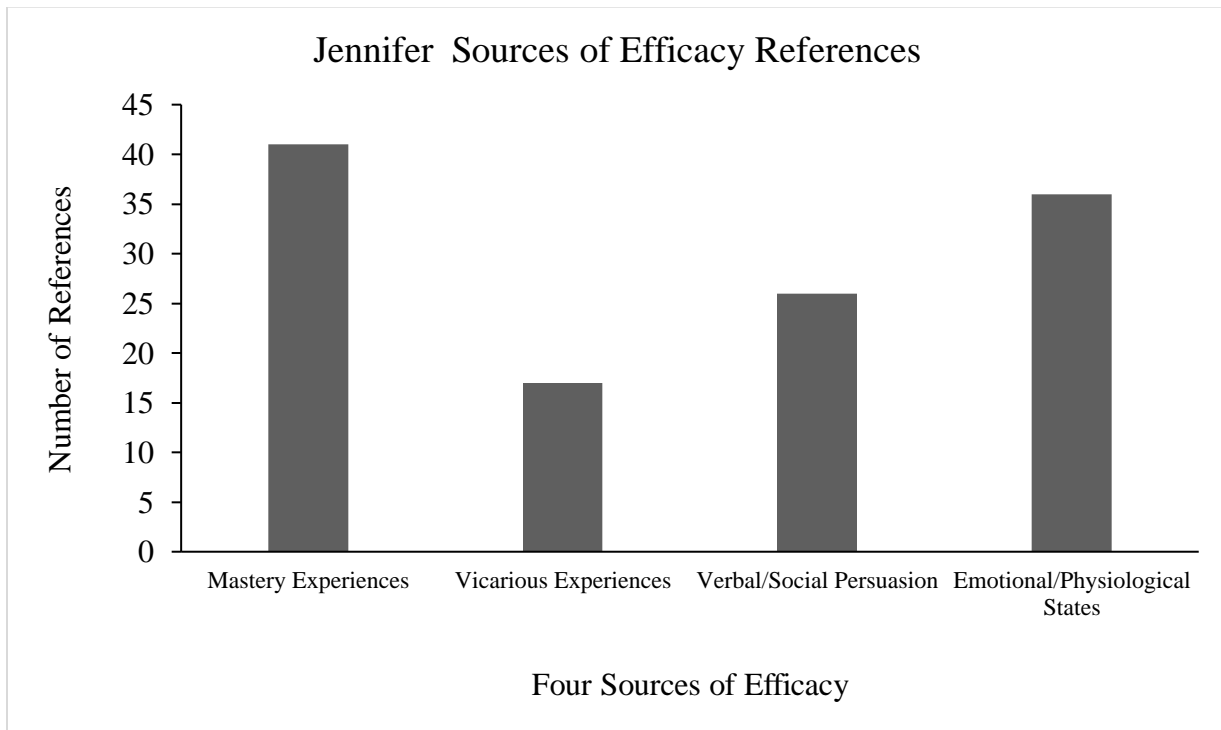 Jennifer  Sources of Efficacy References
Number of References
45
40
35
30
25
20
15
10
5
0
Mastery Experiences
Vicarious Experiences
Verbal/Social Persuasion
Emotional/Physiological
States
Four Sources of Efficacy